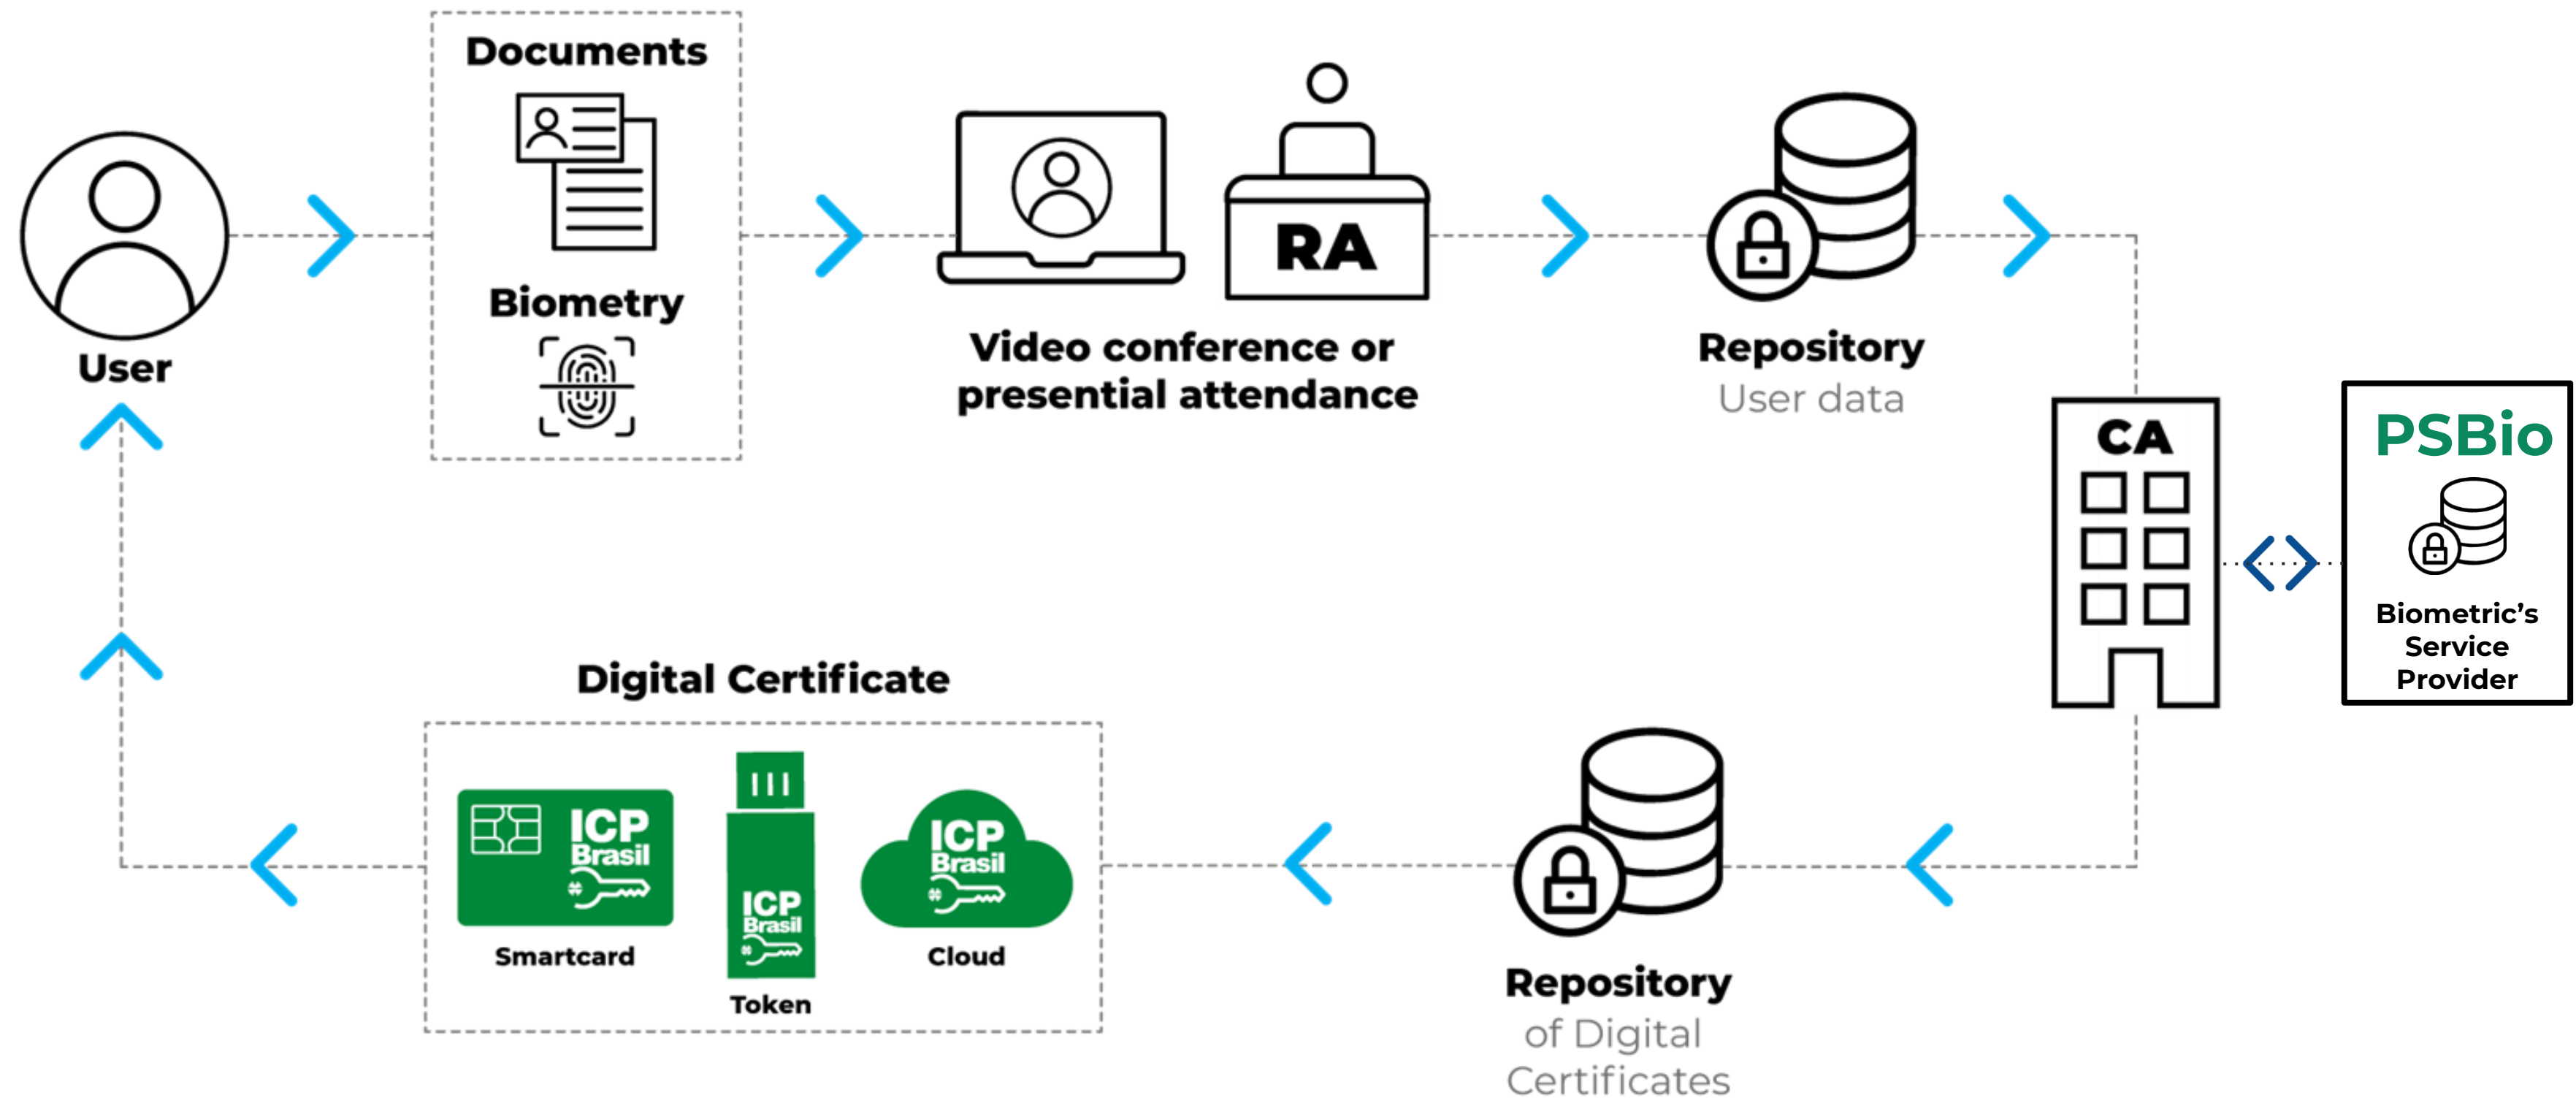 Documents
Biometry
User
RA
Video conference or
presential attendance
Repository
User data
CA
PSBio
Biometric’s
Service
Provider
Digital Certificate
ICP
Brasil
Smartcard
ICP
Brasil
Token
ICP
Brasil
Cloud
Repository
of Digital
Certificates